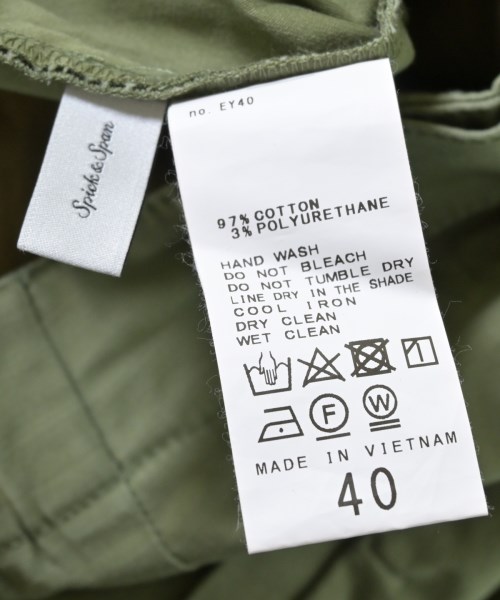 Spick&Span
no. EY40
97% COTTON
3% POLYURETHANE
HAND WASH
DO NOT BLEACH
DO NOT TUMBLE DRY
LINE DRY IN THE SHADE
COOL IRON
DRY CLEAN
WET CLEAN
F W
MADE IN VIETNAM
40